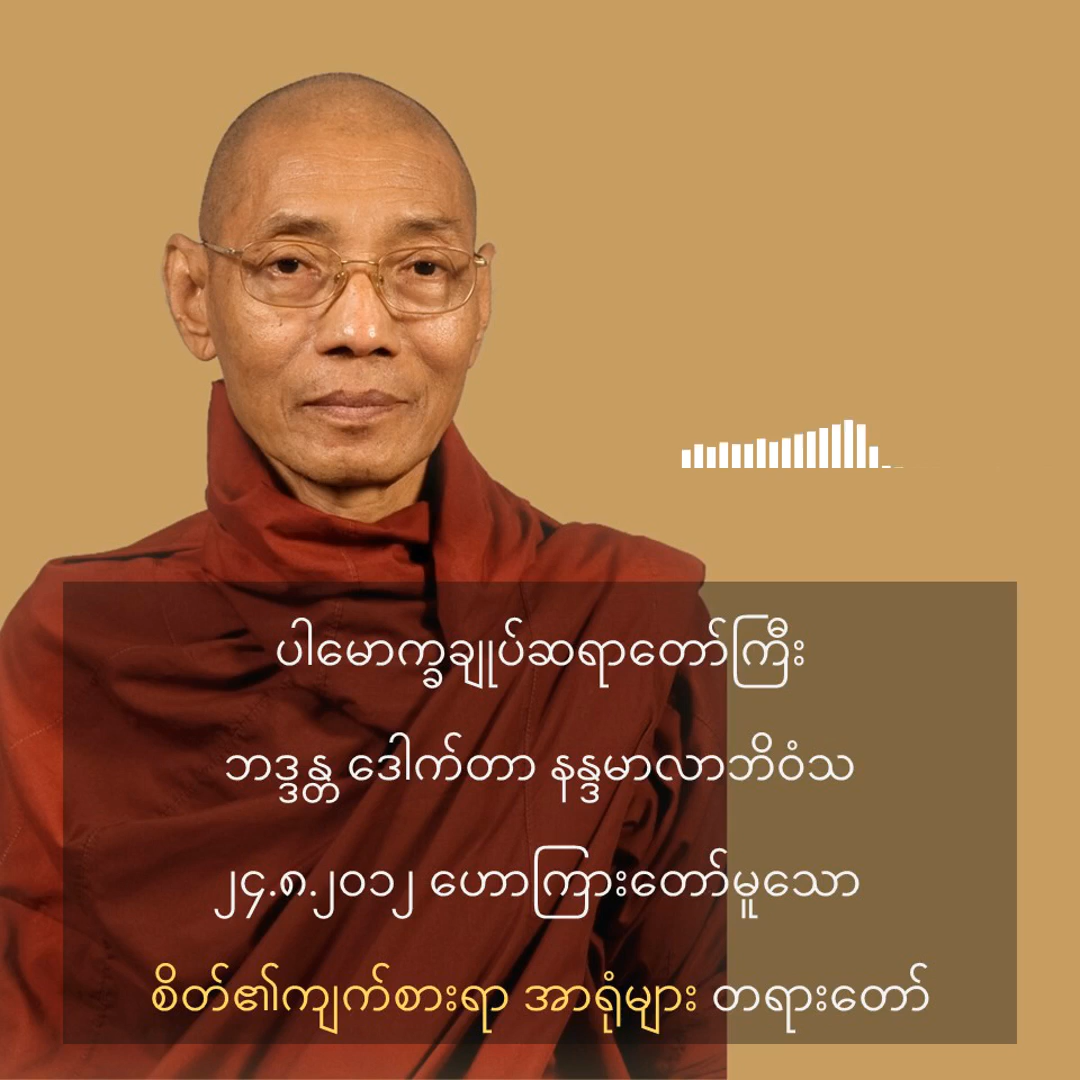 ပါမောက္ခချုပ်ဆရာတော်ကြီး
ဘဒ္ဒန္တ ဒေါက်တာ နန္ဒမာလာဘိဝံသ
၂၄.၈.၂၀၁၂ ဟောကြားတော်မူသော
စိတ်၏ကျက်စားရာ အာရုံများ တရားတော်